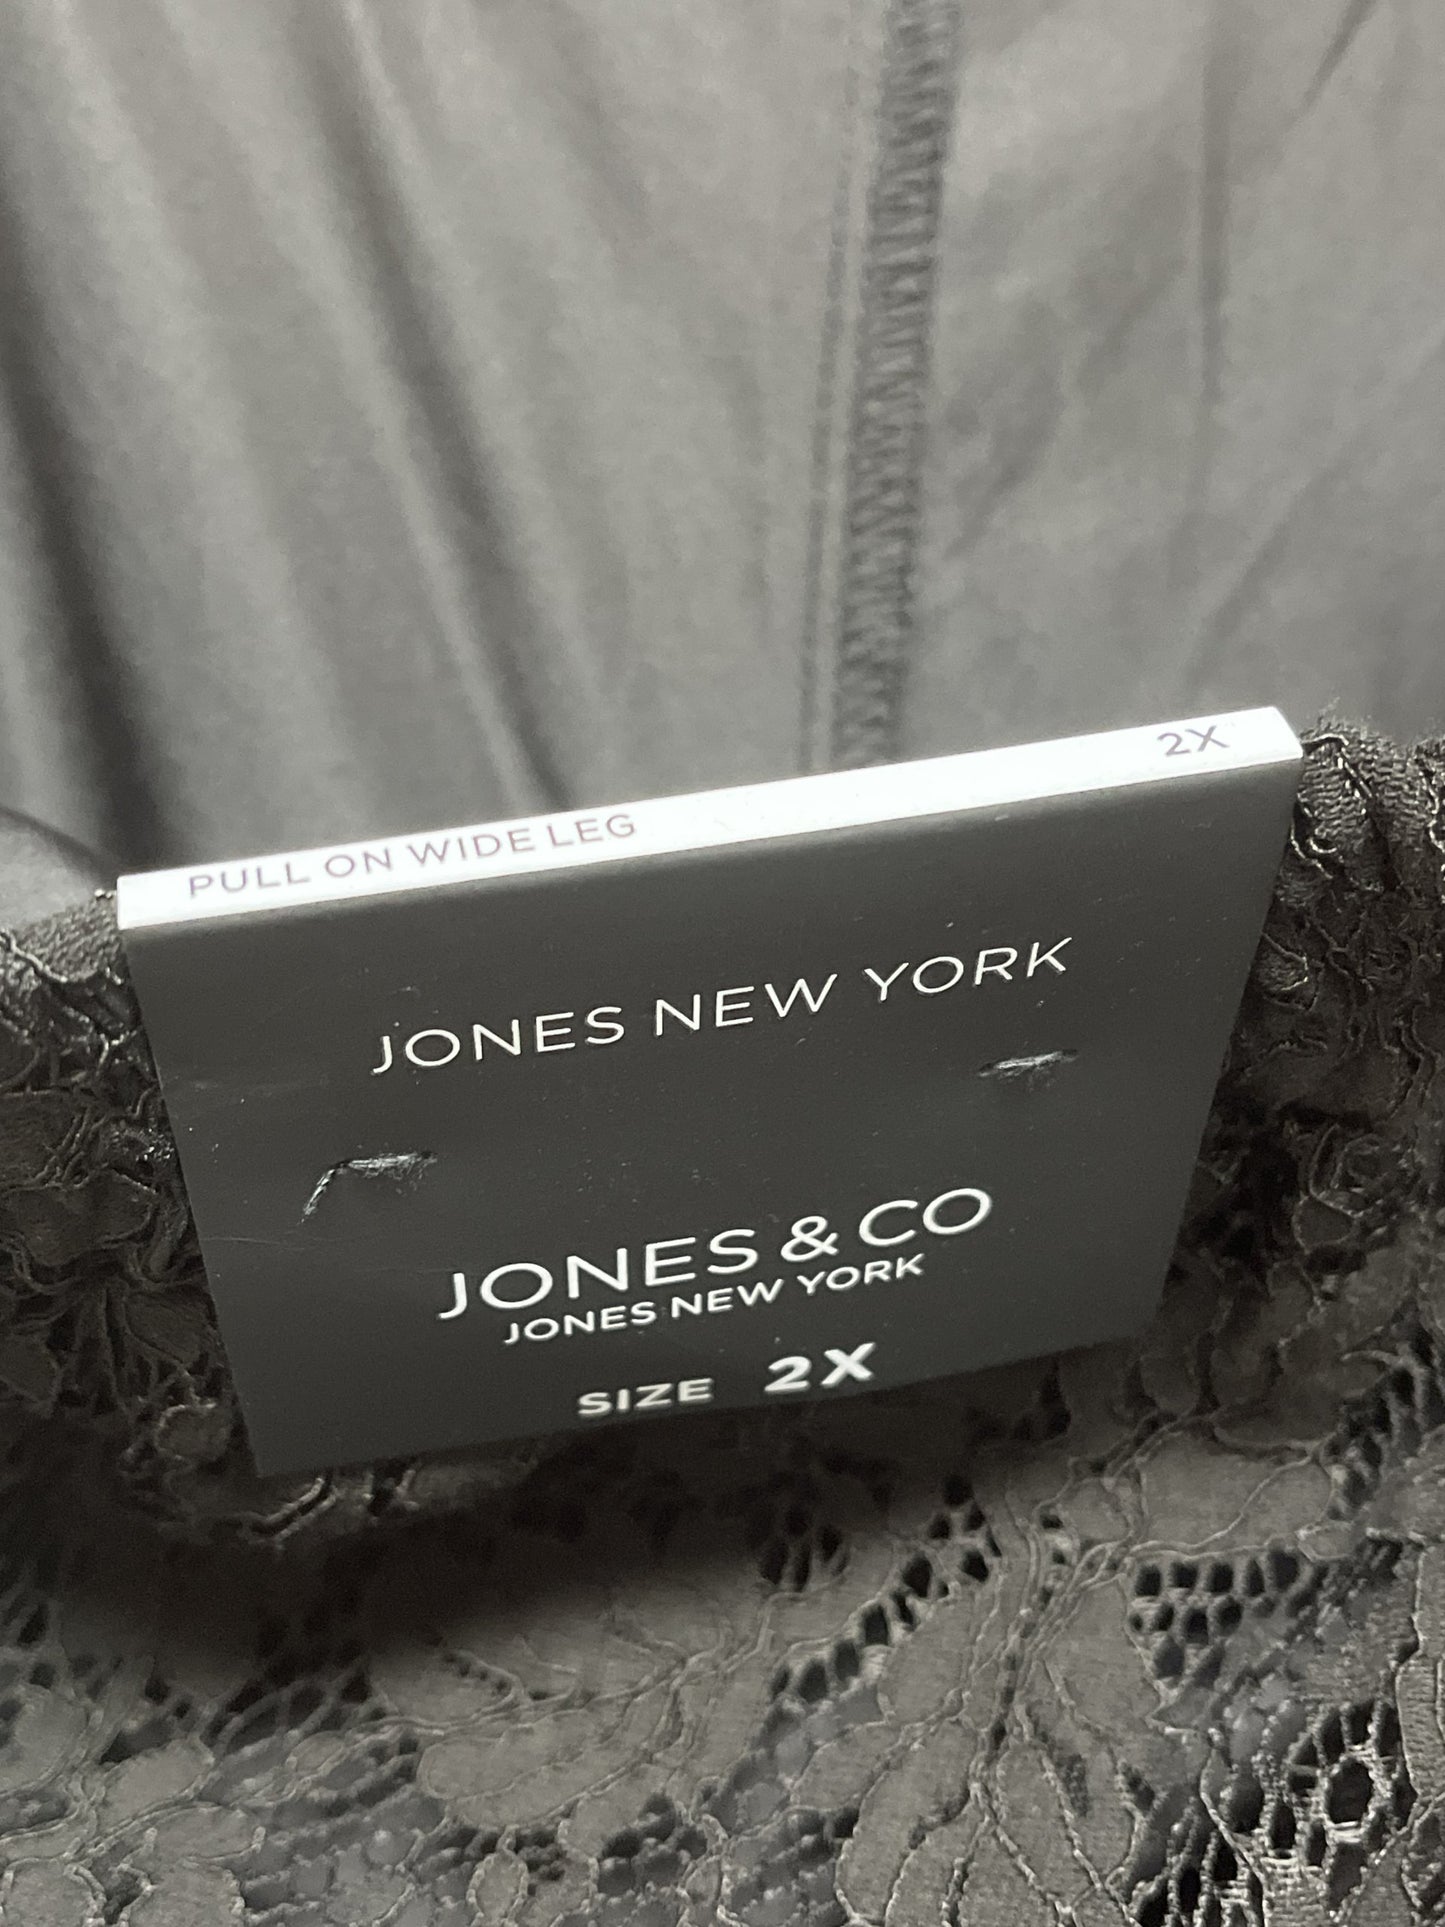 PULL ON WIDE LEG 2X
JONES NEW YORK
JONES & CO
JONES NEW YORK
SIZE 2X